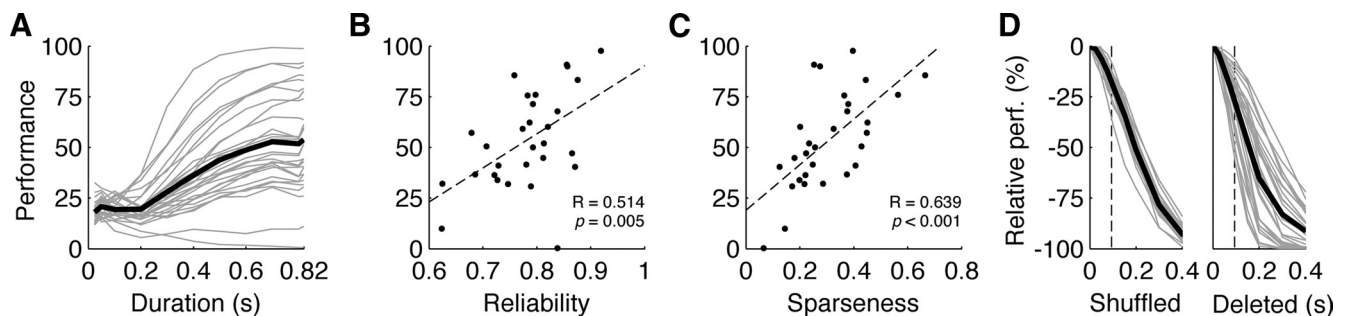 A
Performance
100
75
50
25
0
0 0.2 0.4 0.6 0.82
Duration (s)
B
100
75
50
25
0
0.6 0.7 0.8 0.9 1
Reliability
R = 0.514
p = 0.005
C
100
75
50
25
0
0 0.2 0.4 0.6 0.8
Sparseness
R = 0.639
p < 0.001
D
Relative perf. (%)
0
-25
-50
-75
-100
0 0.2 0.4
Shuffled
0 0.2 0.4
Deleted (s)